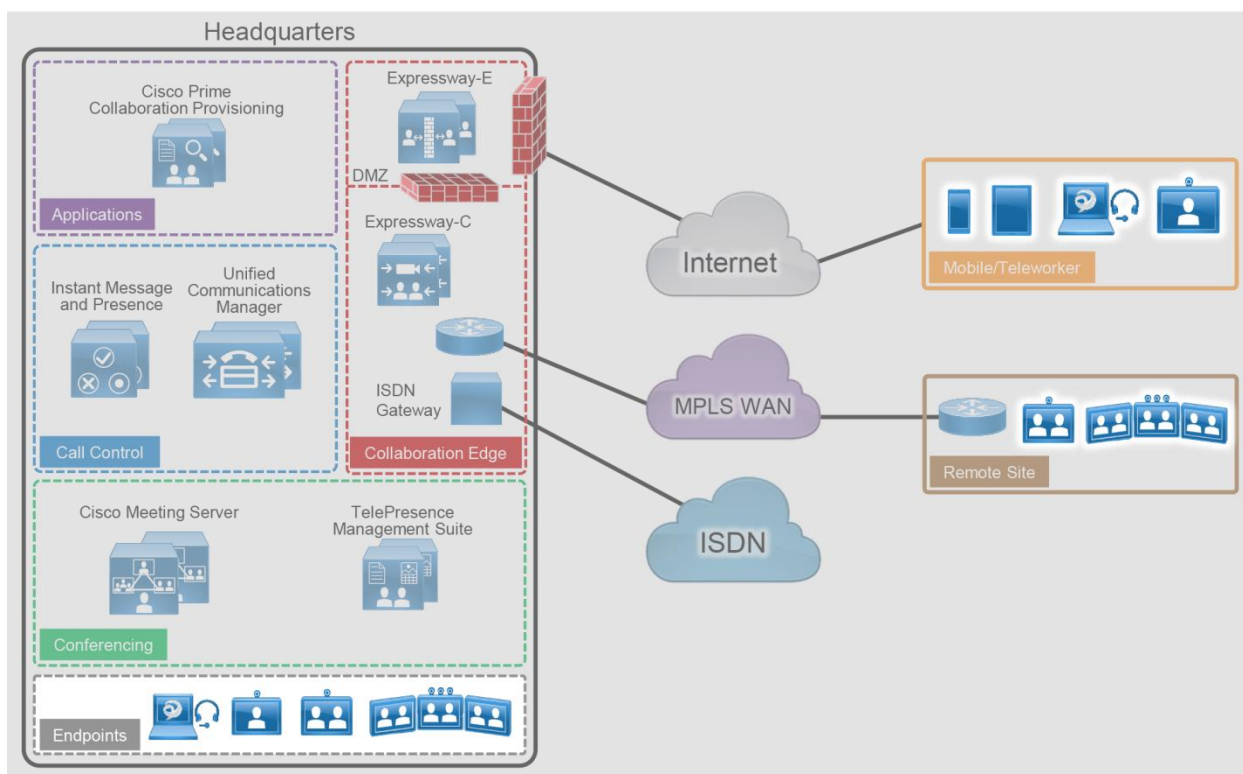 Headquarters
Cisco Prime
Collaboration Provisioning
Applications
Expressway-E
DMZ
Expressway-C
Instant Message
and Presence
Unified
Communications
Manager
Call Control
ISDN
Gateway
Collaboration Edge
Cisco Meeting Server
TelePresence
Management Suite
Conferencing
Endpoints
Internet
MPLS WAN
ISDN
Mobile/Teleworker
Remote Site